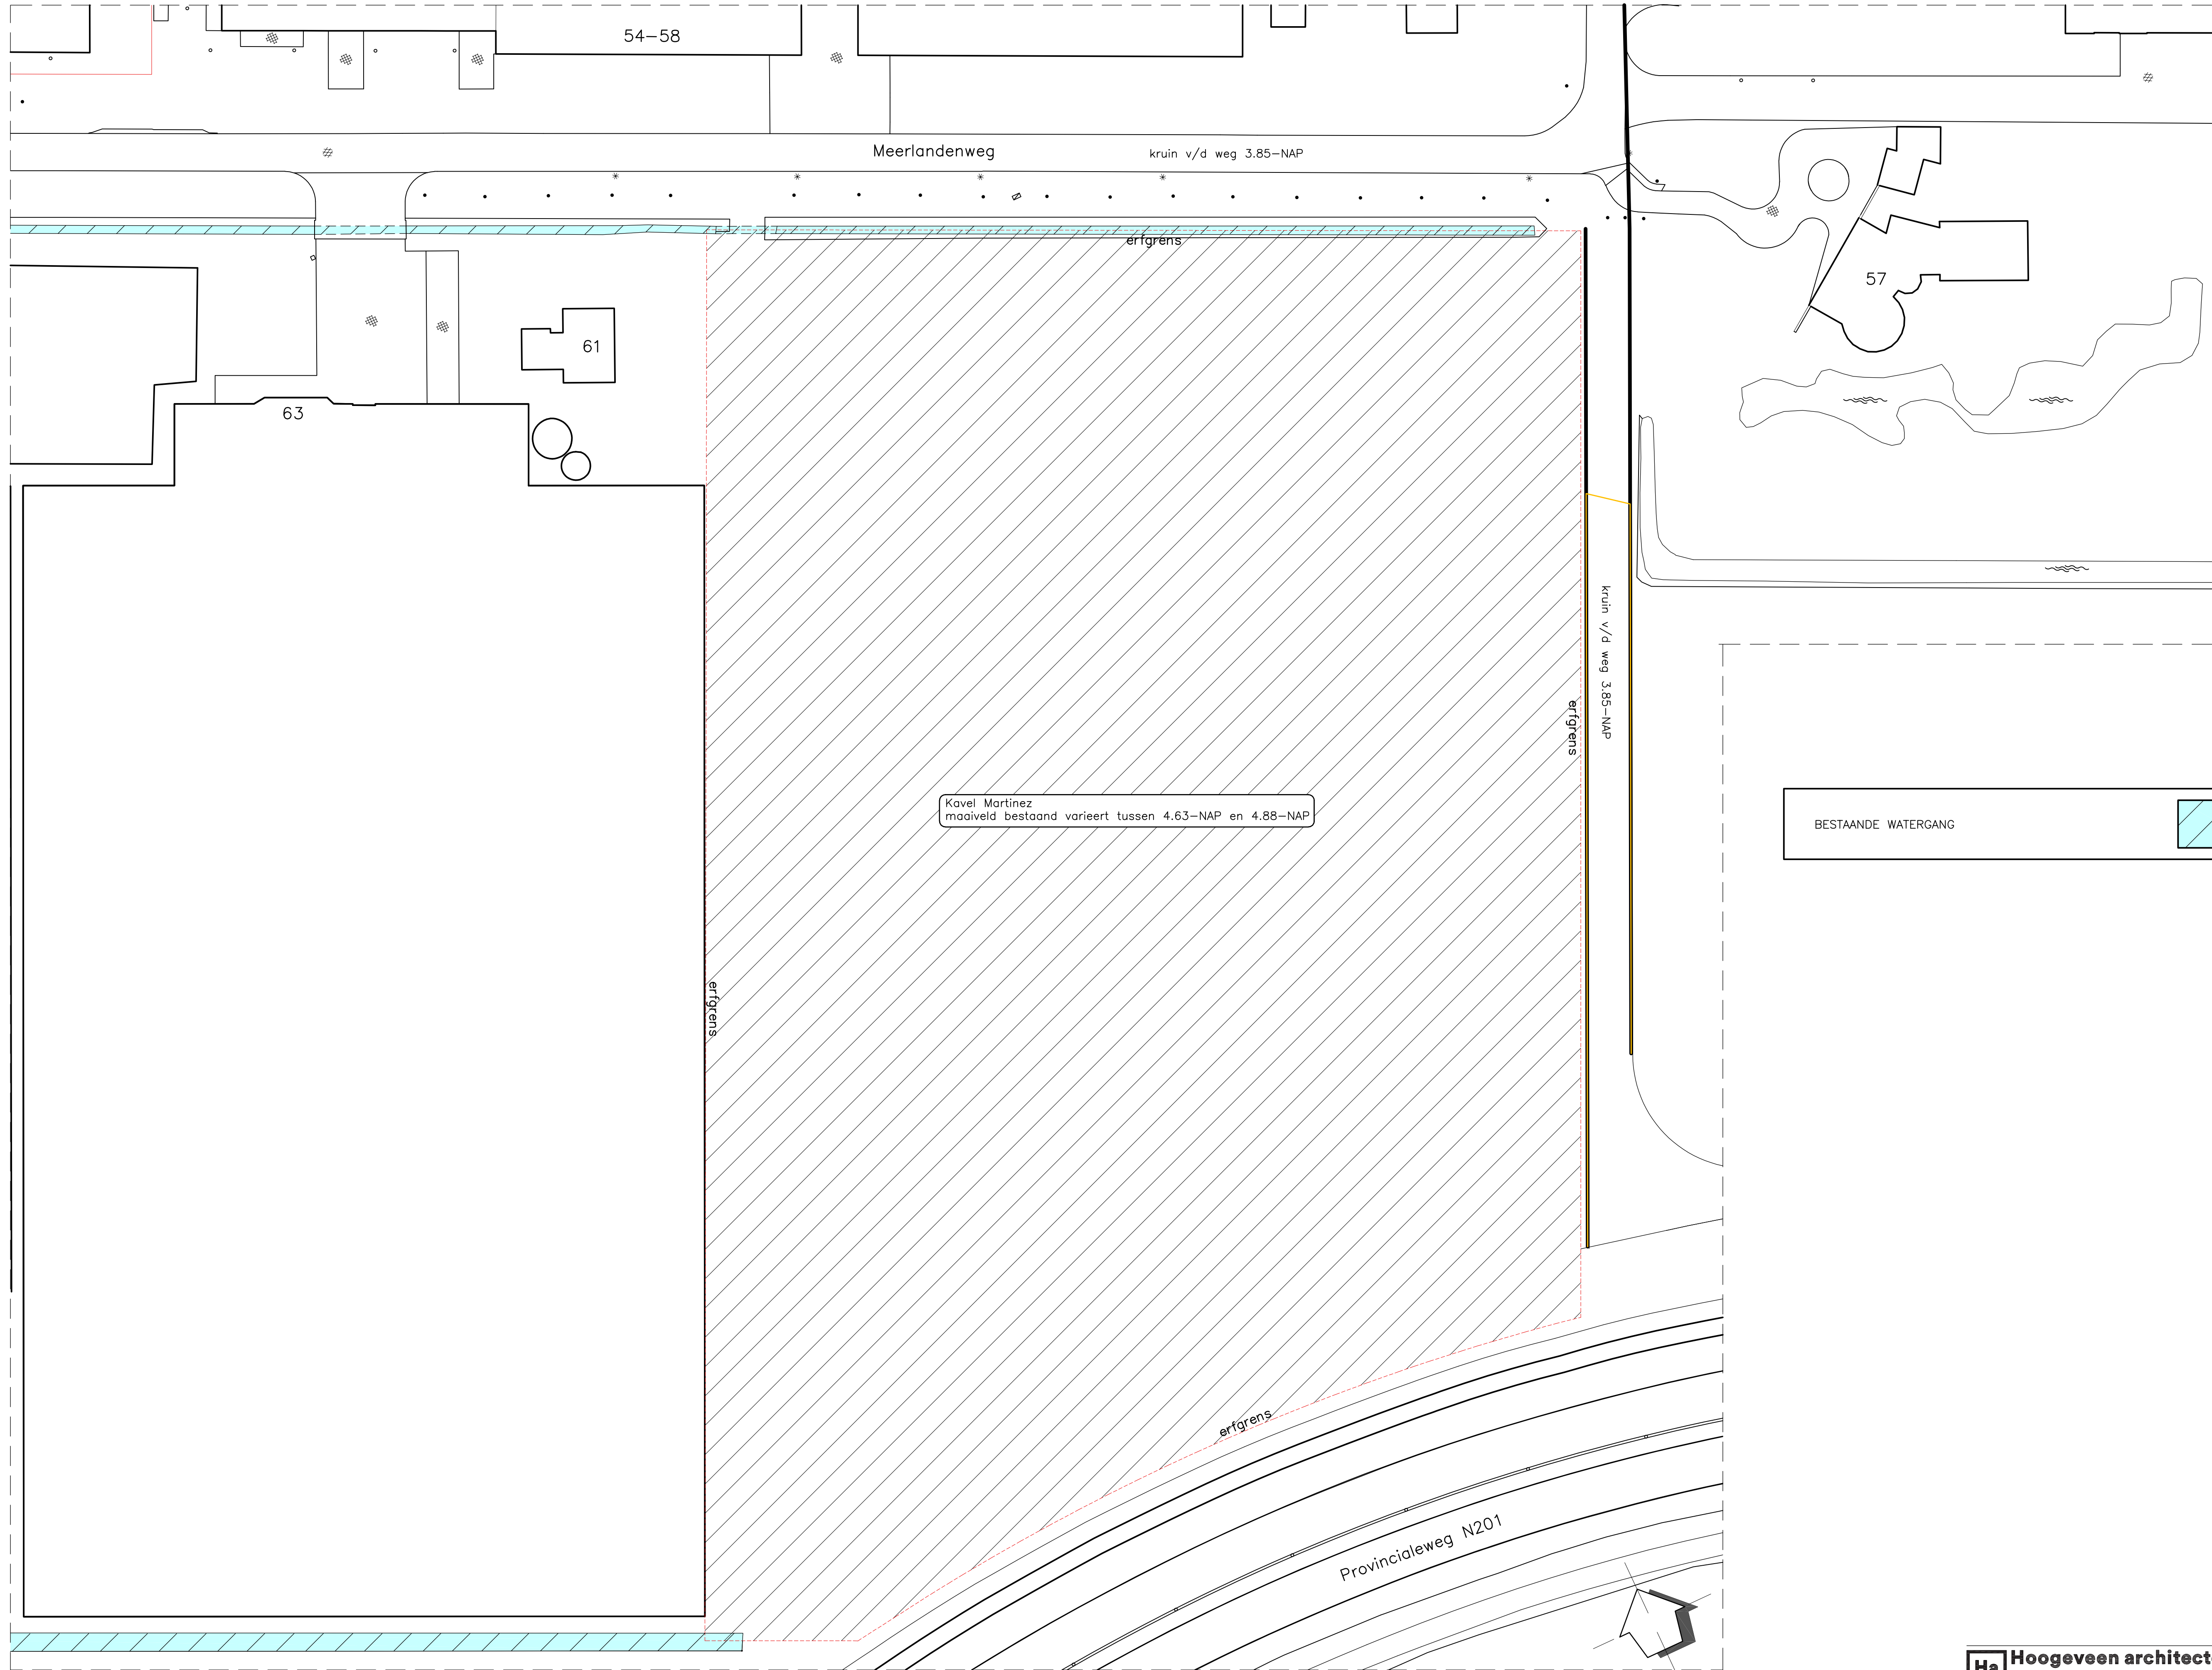 54-58
Meerlandenweg
kruin v/d weg 3.85-NAP
erfgrens
57
61
63
kruin v/d weg 3.85-NAP
erfgrens
Kavel Martinez
maaiveld bestaand varieert tussen 4.63-NAP en 4.88-NAP
BESTAANDE WATERGANG
erfgrens
erfgrens
Provincialeweg N201
Ha
Hoogeveen architect